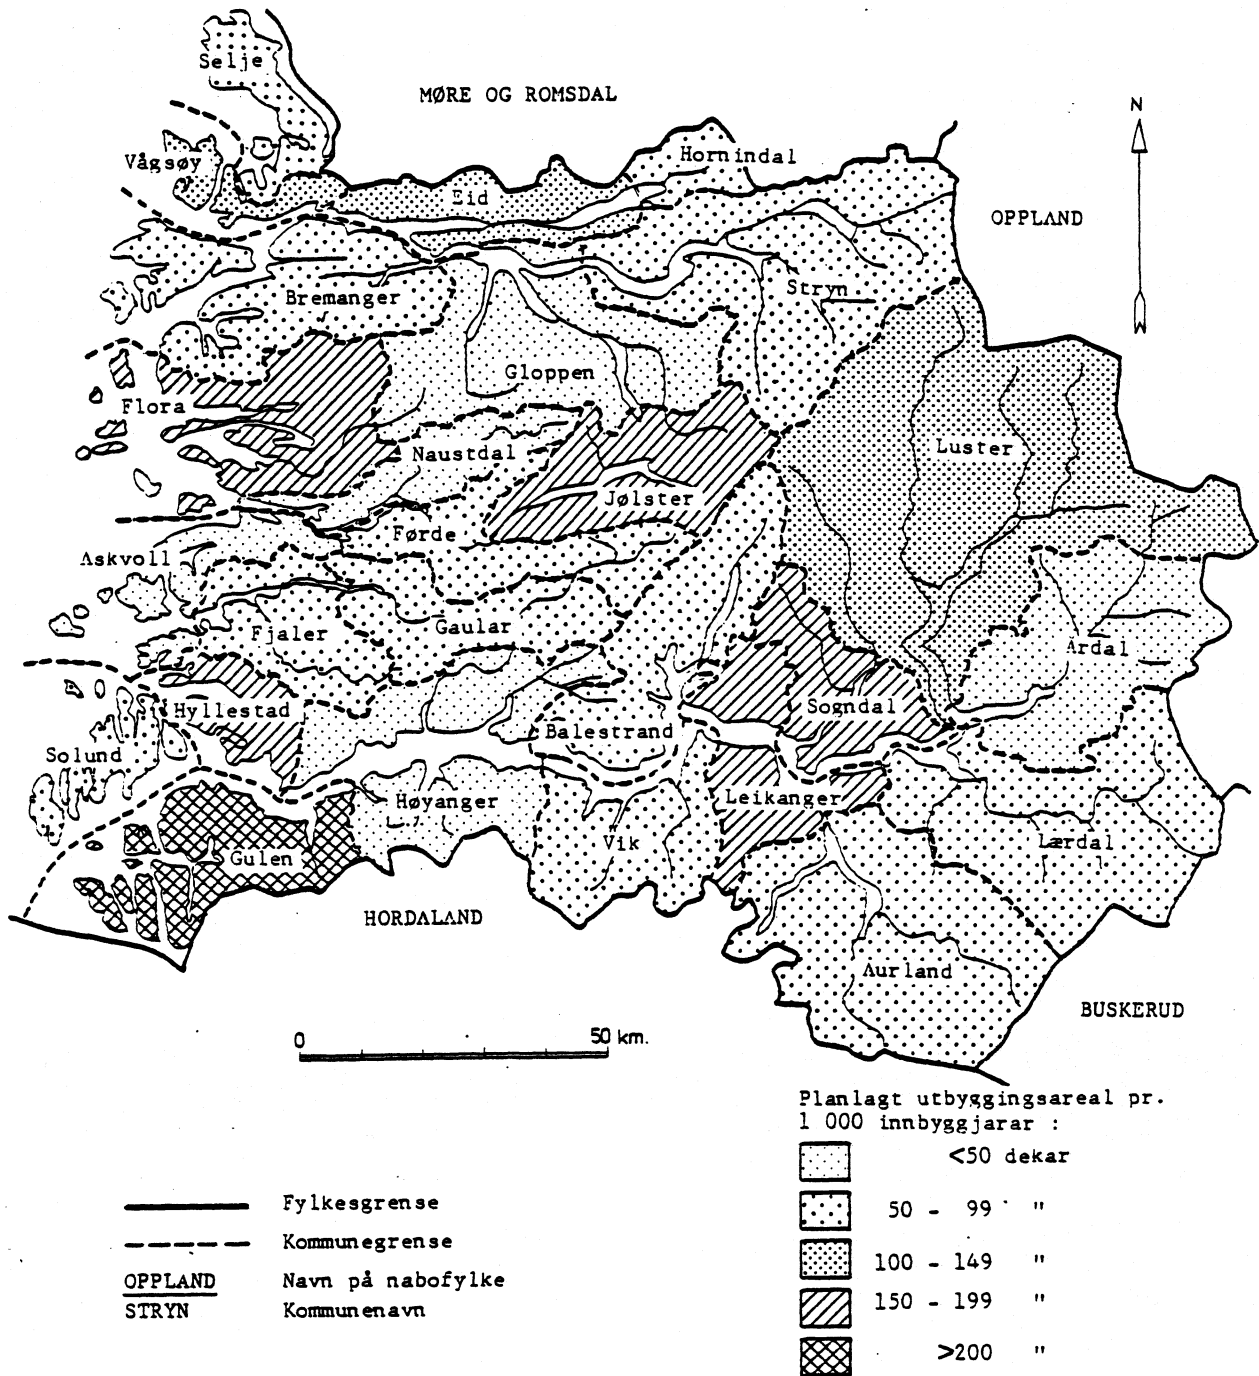 Selje
MØRE OG ROMSDAL
N
Vågsøy
Hornindal
Eid
OPPLAND
Bremanger
Stryn
Gloppen
Flora
Naustdal
Luster
Jølster
Førde
Askvoll
Fjaler
Gaular
Årdal
Hyllestad
Sogndal
Solund
Balestrand
Høyanger
Leikanger
Gulen
Vik
Lærdal
HORDALAND
Aurland
BUSKERUD
0 50 km.
Planlagt utbyggingsareal pr.
1 000 innbyggjarar :
<50 dekar
50 - 99 "
100 - 149 "
150 - 199 "
>200 "
Fylkesgrense
Kommunegrense
OPPLAND Navn på nabofylke
STRYN Kommunenavn